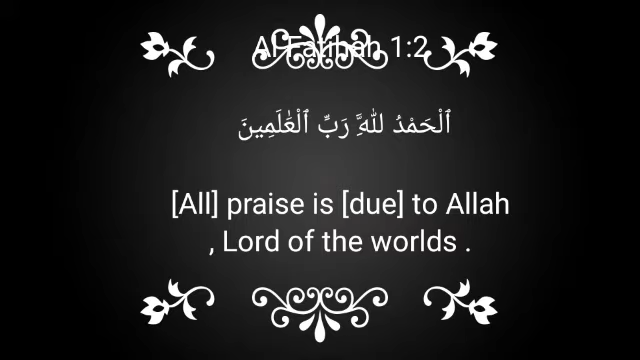 Al Fatihah 1:2
ٱلْحَمْدُ لِلَّهِ رَبِّ ٱلْعَٰلَمِينَ
[All] praise is [due] to Allah
, Lord of the worlds .